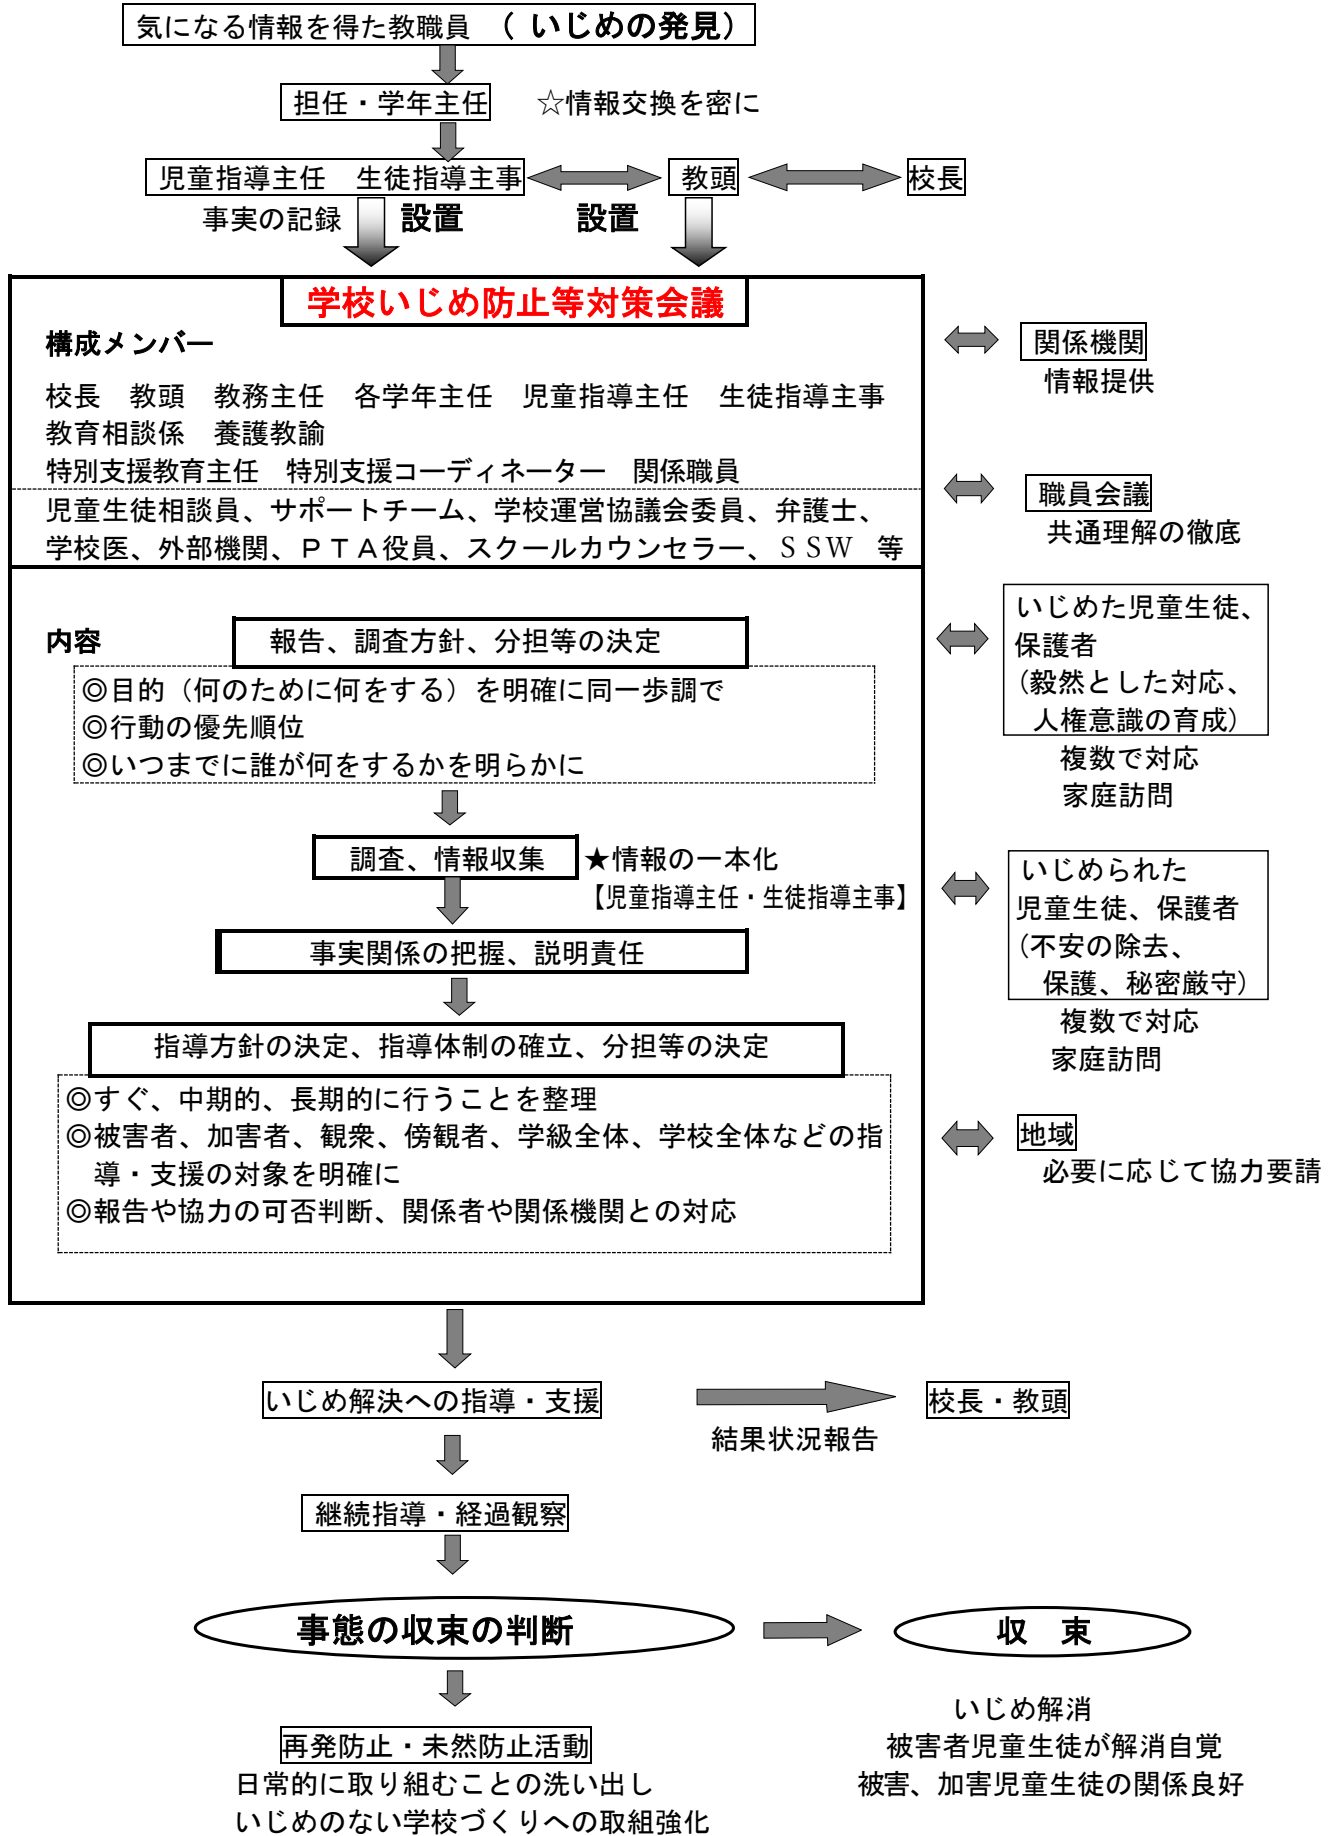 気になる情報を得た教職員 （ いじめの発見）
担任・学年主任 ☆情報交換を密に
児童指導主任 生徒指導主事 教頭 校長
事実の記録 設置 設置
学校いじめ防止等対策会議
構成メンバー
校長 教頭 教務主任 各学年主任 児童指導主任 生徒指導主事
教育相談係 養護教諭
特別支援教育主任 特別支援コーディネーター 関係職員
児童生徒相談員、サポートチーム、学校運営協議会委員、弁護士、
学校医、外部機関、ＰＴＡ役員、スクールカウンセラー、ＳＳＷ 等
関係機関
情報提供
職員会議
共通理解の徹底
内容 報告、調査方針、分担等の決定
◎目的（何のために何をする）を明確に同一歩調で
◎行動の優先順位
◎いつまでに誰が何をするかを明らかに
調査、情報収集 ★情報の一本化
【児童指導主任・生徒指導主事】
事実関係の把握、説明責任
指導方針の決定、指導体制の確立、分担等の決定
◎すぐ、中期的、長期的に行うことを整理
◎被害者、加害者、観衆、傍観者、学級全体、学校全体などの指
導・支援の対象を明確に
◎報告や協力の可否判断、関係者や関係機関との対応
いじめた児童生徒、
保護者
（毅然とした対応、
人権意識の育成）
複数で対応
家庭訪問
いじめられた
児童生徒、保護者
（不安の除去、
保護、秘密厳守）
複数で対応
家庭訪問
地域
必要に応じて協力要請
いじめ解決への指導・支援 校長・教頭
結果状況報告
継続指導・経過観察
事態の収束の判断 収 束
再発防止・未然防止活動
日常的に取り組むことの洗い出し
いじめのない学校づくりへの取組強化
いじめ解消
被害者児童生徒が解消自覚
被害、加害児童生徒の関係良好